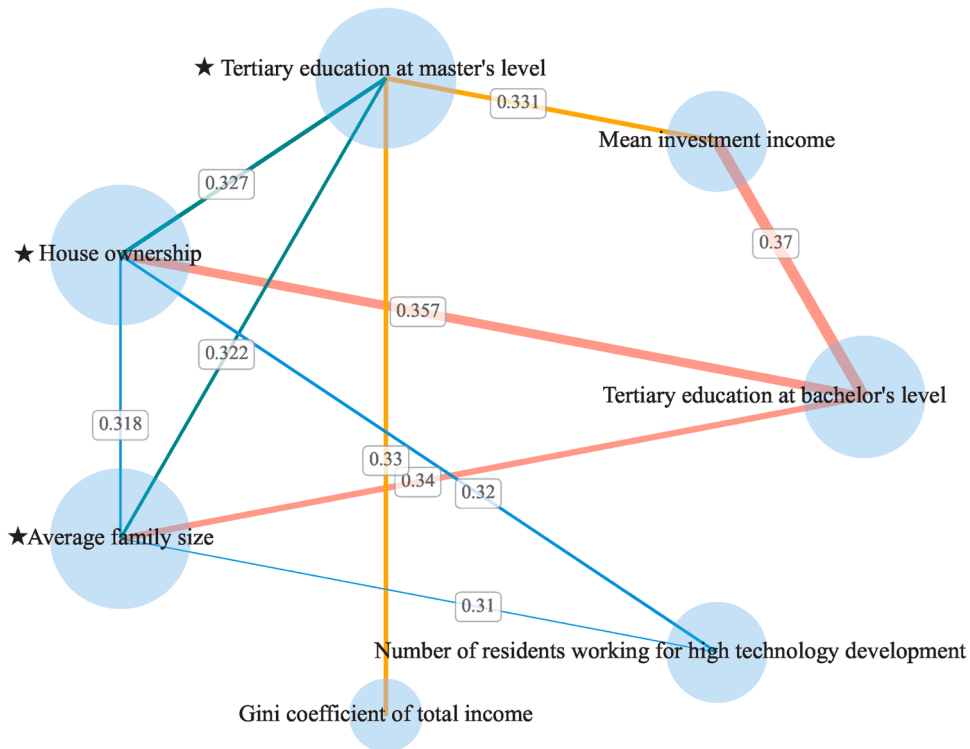 ★ Tertiary education at master's level
0.331
Mean investment income
0.327
0.37
★ House ownership
0.357
0.322
Tertiary education at bachelor's level
0.318
0.33
0.34
0.32
★Average family size
0.31
Number of residents working for high technology development
Gini coefficient of total income